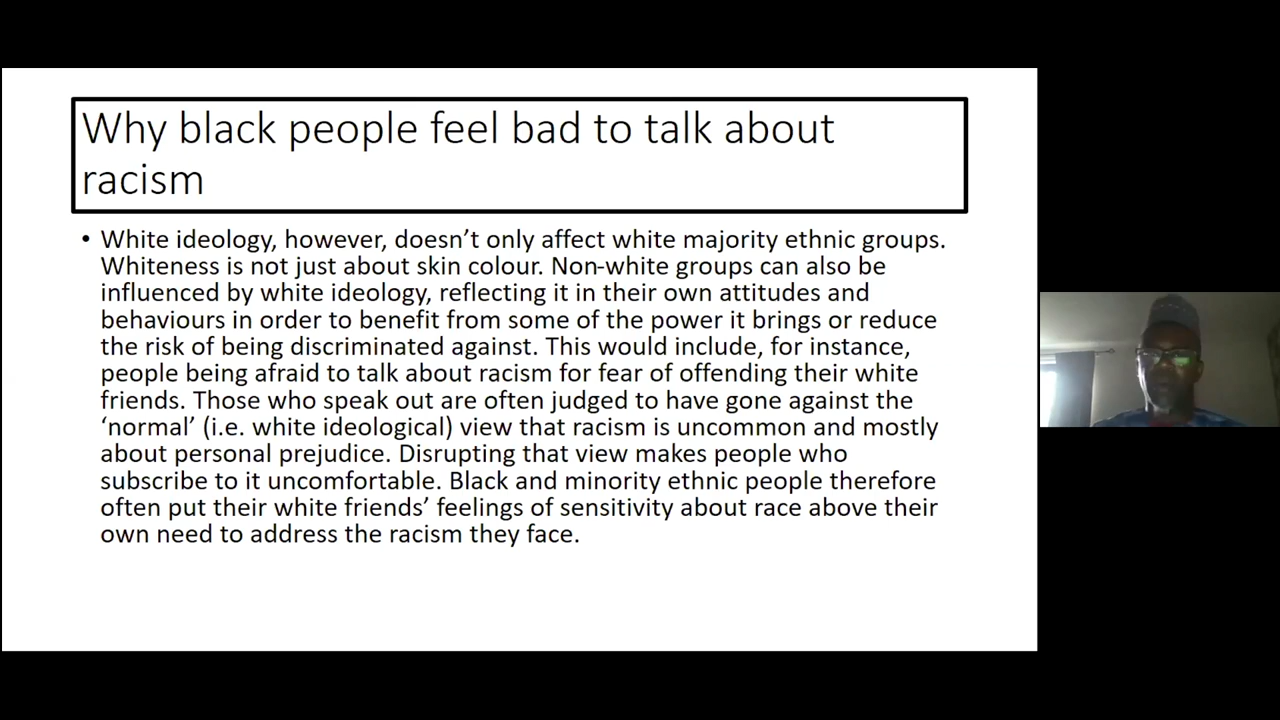 Why black people feel bad to talk about
racism
• White ideology, however, doesn’t only affect white majority ethnic groups.
Whiteness is not just about skin colour. Non-white groups can also be
influenced by white ideology, reflecting it in their own attitudes and
behaviours in order to benefit from some of the power it brings or reduce
the risk of being discriminated against. This would include, for instance,
people being afraid to talk about racism for fear of offending their white
friends. Those who speak out are often judged to have gone against the
‘normal’ (i.e. white ideological) view that racism is uncommon and mostly
about personal prejudice. Disrupting that view makes people who
subscribe to it uncomfortable. Black and minority ethnic people therefore
often put their white friends’ feelings of sensitivity about race above their
own need to address the racism they face.